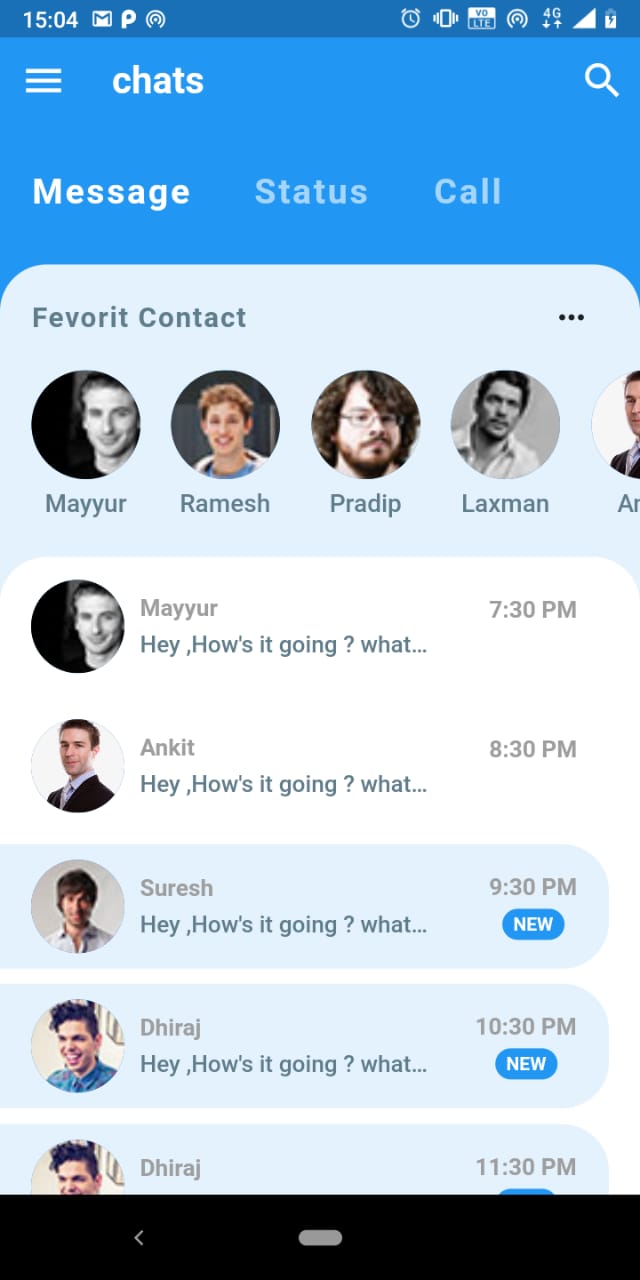 15:04
VO LTE
4G
chats
Message Status Call
Fevorit Contact
Mayyur Ramesh Pradip Laxman
Mayyur 7:30 PM
Hey ,How's it going ? what...
Ankit 8:30 PM
Hey ,How's it going ? what...
Suresh 9:30 PM
Hey ,How's it going ? what...
NEW
Dhiraj 10:30 PM
Hey ,How's it going ? what...
NEW
Dhiraj 11:30 PM